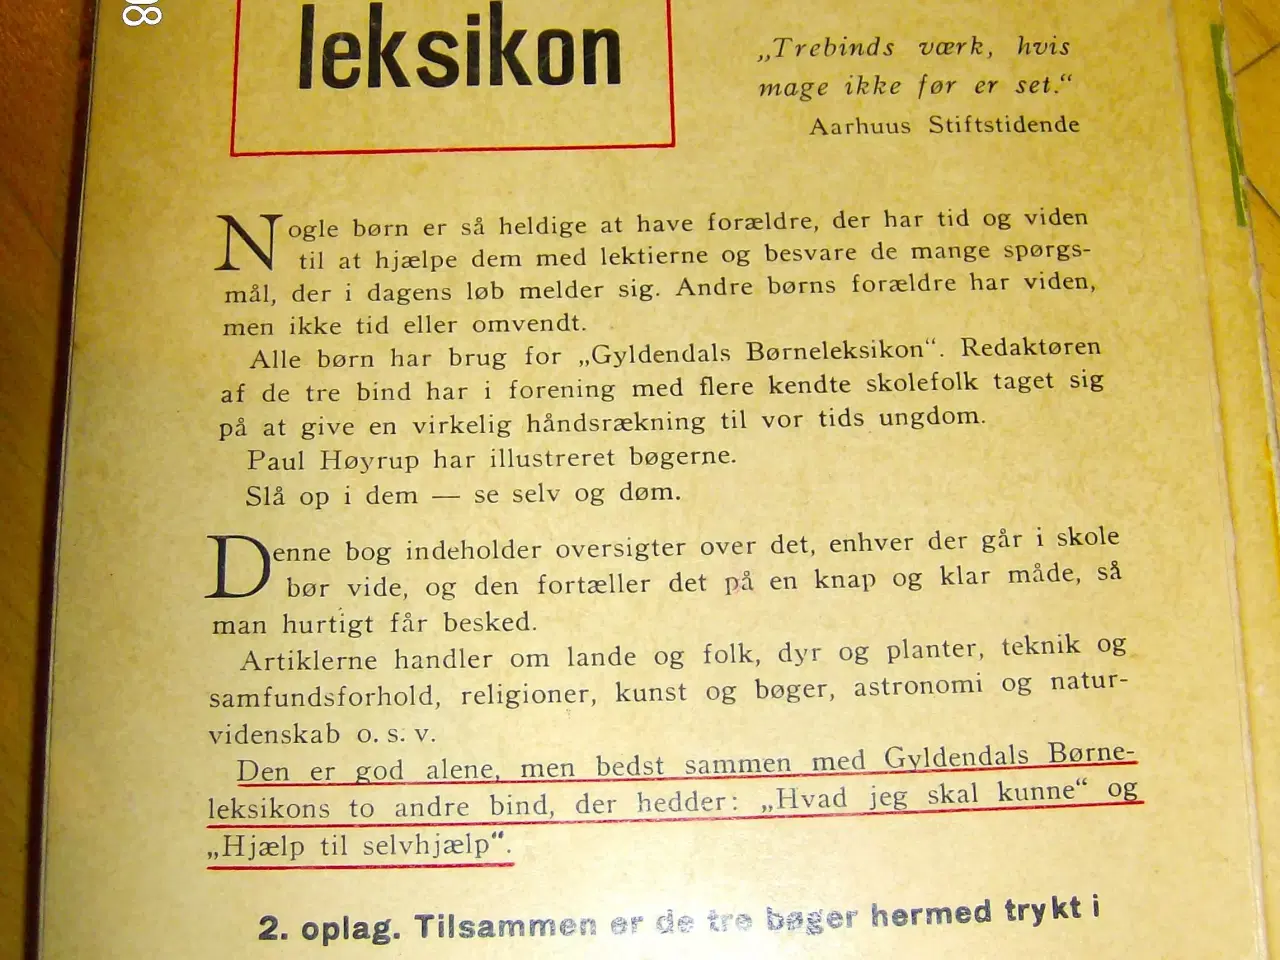 leksikon
„Trebinds værk, hvis
mage ikke før er set.“
Aarhuus Stiftstidende
Nogle børn er så heldige at have forældre, der har tid og viden
til at hjælpe dem med lektierne og besvare de mange spørgs-
mål, der i dagens løb melder sig. Andre børns forældre har viden,
men ikke tid eller omvendt.
Alle børn har brug for „Gyldendals Børneleksikon“. Redaktøren
af de tre bind har i forening med flere kendte skolefolk taget sig
på at give en virkelig håndsrækning til vor tids ungdom.
Paul Høyrup har illustreret bøgerne.
Slå op i dem — se selv og døm.
Denne bog indeholder oversigter over det, enhver der går i skole
bør vide, og den fortæller det på en knap og klar måde, så
man hurtigt får besked.
Artiklerne handler om lande og folk, dyr og planter, teknik og
samfundsforhold, religioner, kunst og bøger, astronomi og natur-
videnskab o. s. v.
Den er god alene, men bedst sammen med Gyldendals Børne-
leksikons to andre bind, der hedder: „Hvad jeg skal kunne“ og
„Hjælp til selvhjælp“.
2. oplag. Tilsammen er de tre bøger hermed trykt i